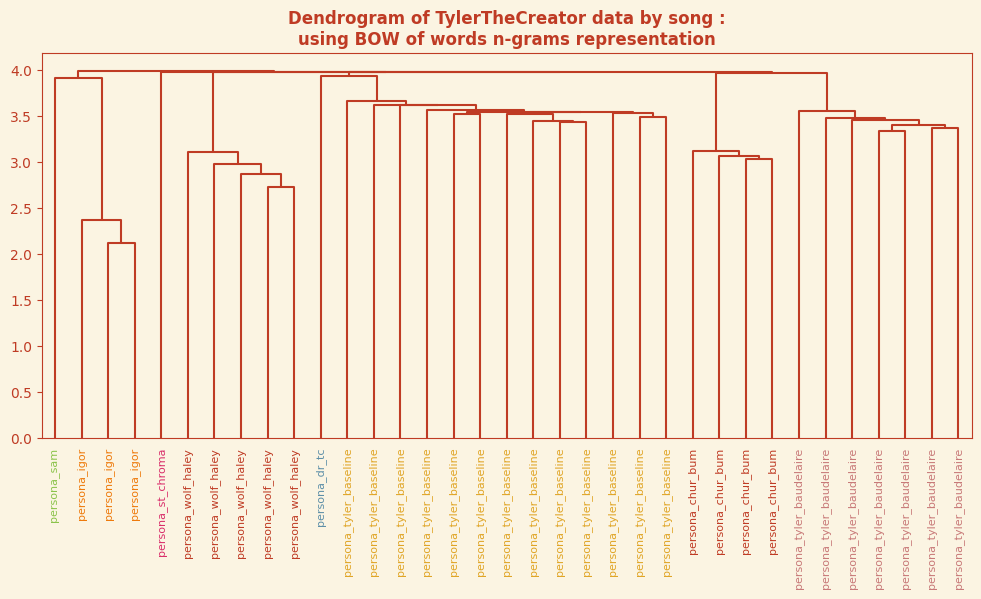 Dendrogram of TylerTheCreator data by song :
using BOW of words n-grams representation
4.0
3.5
3.0
2.5
2.0
1.5
1.0
0.5
0.0
persona_sam
persona_igor
persona_igor
persona_igor
persona_st_chroma
persona_wolf_haley
persona_wolf_haley
persona_wolf_haley
persona_wolf_haley
persona_wolf_haley
persona_dr_tc
persona_tyler_baseline
persona_tyler_baseline
persona_tyler_baseline
persona_tyler_baseline
persona_tyler_baseline
persona_tyler_baseline
persona_tyler_baseline
persona_tyler_baseline
persona_tyler_baseline
persona_tyler_baseline
persona_tyler_baseline
persona_tyler_baseline
persona_tyler_baseline
persona_chur_bum
persona_chur_bum
persona_chur_bum
persona_chur_bum
persona_tyler_baudelaire
persona_tyler_baudelaire
persona_tyler_baudelaire
persona_tyler_baudelaire
persona_tyler_baudelaire
persona_tyler_baudelaire
persona_tyler_baudelaire